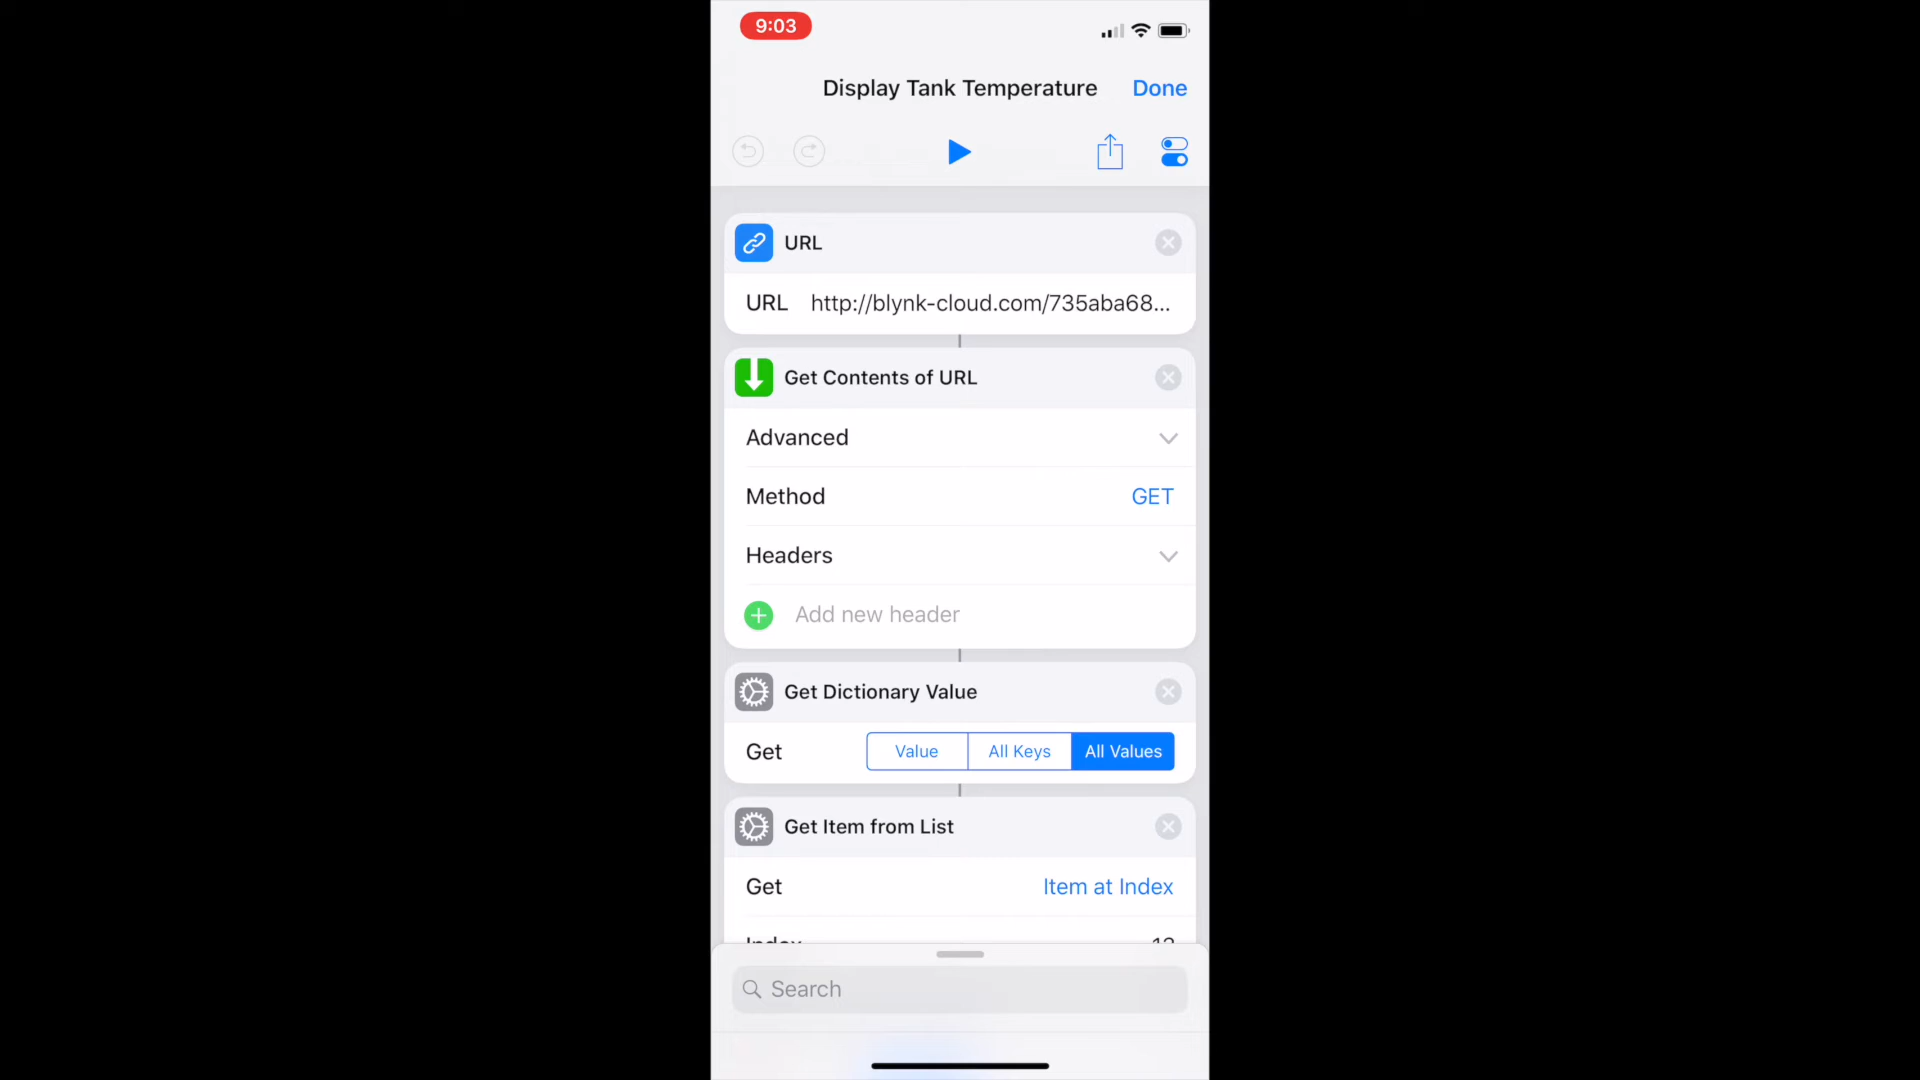 9:03
Display Tank Temperature Done
URL
URL http://blynk-cloud.com/735aba68...
Get Contents of URL
Advanced
Method GET
Headers
Add new header
Get Dictionary Value
Get Value All Keys All Values
Get Item from List
Get Item at Index
Index
Search